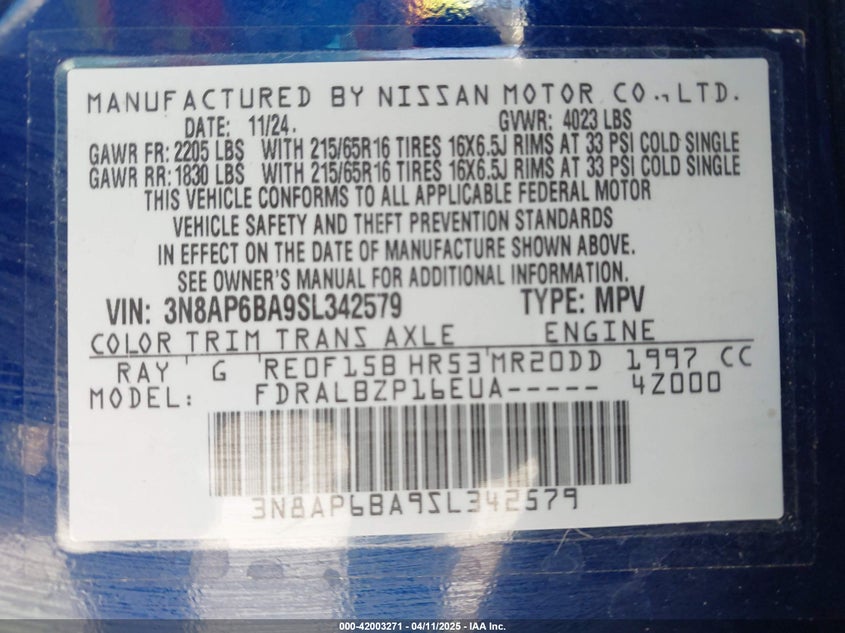 MANUFACTURED BY NISSAN MOTOR CO., LTD.
DATE: 11/24. GVWR: 4023 LBS
GAWR FR: 2205 LBS WITH 215/65R16 TIRES 16X6.5J RIMS AT 33 PSI COLD SINGLE
GAWR RR: 1830 LBS WITH 215/65R16 TIRES 16X6.5J RIMS AT 33 PSI COLD SINGLE
THIS VEHICLE CONFORMS TO ALL APPLICABLE FEDERAL MOTOR
VEHICLE SAFETY AND THEFT PREVENTION STANDARDS
IN EFFECT ON THE DATE OF MANUFACTURE SHOWN ABOVE.
SEE OWNER'S MANUAL FOR ADDITIONAL INFORMATION.
VIN: 3N8AP6BA9SL342579 TYPE: MPV
COLOR TRIM TRANS AXLE ENGINE
RAY G RE0F15B HR53 MR20DD 1997 CC
MODEL: FDRALBZP16EUA----- 4Z000
3N8AP6BA9SL342579
000-42003271 - 04/11/2025 - IAA Inc.